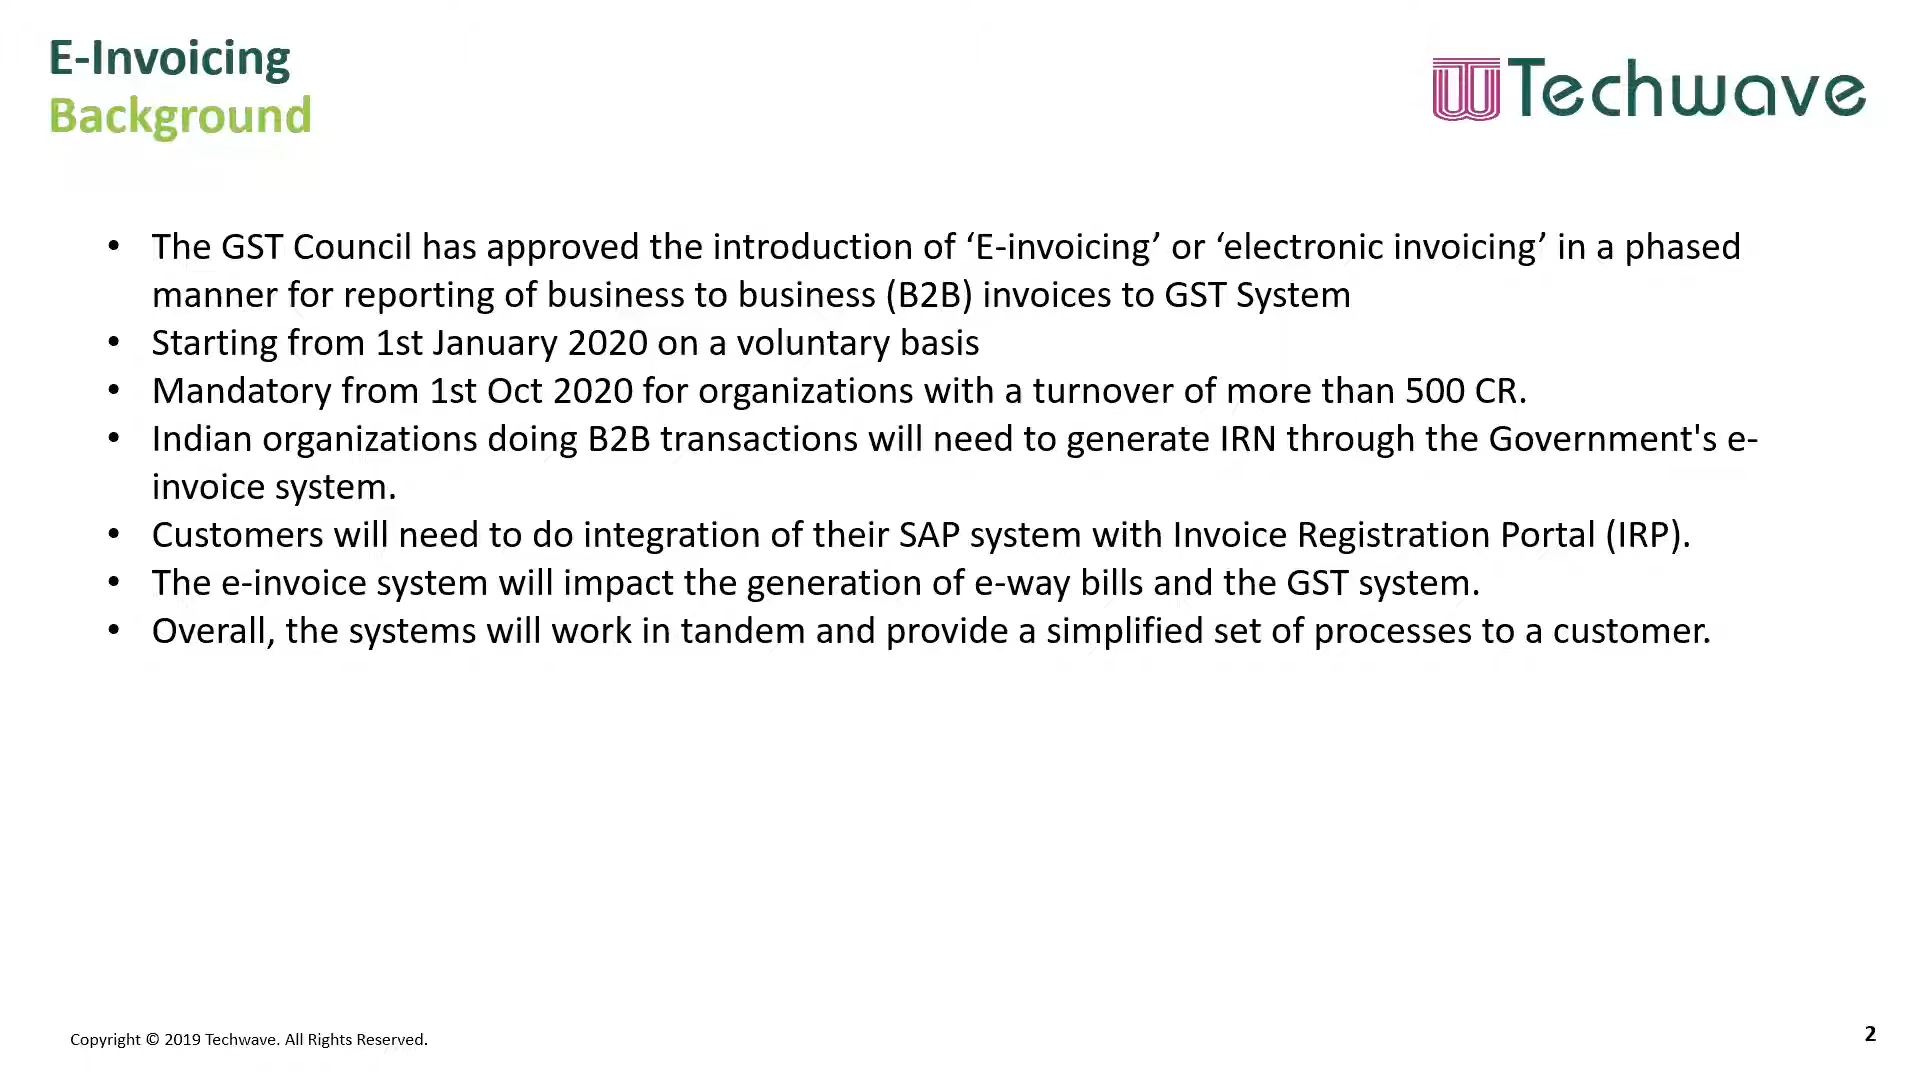 E-Invoicing
Background
Techwave
• The GST Council has approved the introduction of ‘E-invoicing’ or ‘electronic invoicing’ in a phased
manner for reporting of business to business (B2B) invoices to GST System
• Starting from 1st January 2020 on a voluntary basis
• Mandatory from 1st Oct 2020 for organizations with a turnover of more than 500 CR.
• Indian organizations doing B2B transactions will need to generate IRN through the Government's e-
invoice system.
• Customers will need to do integration of their SAP system with Invoice Registration Portal (IRP).
• The e-invoice system will impact the generation of e-way bills and the GST system.
• Overall, the systems will work in tandem and provide a simplified set of processes to a customer.
Copyright © 2019 Techwave. All Rights Reserved.
2